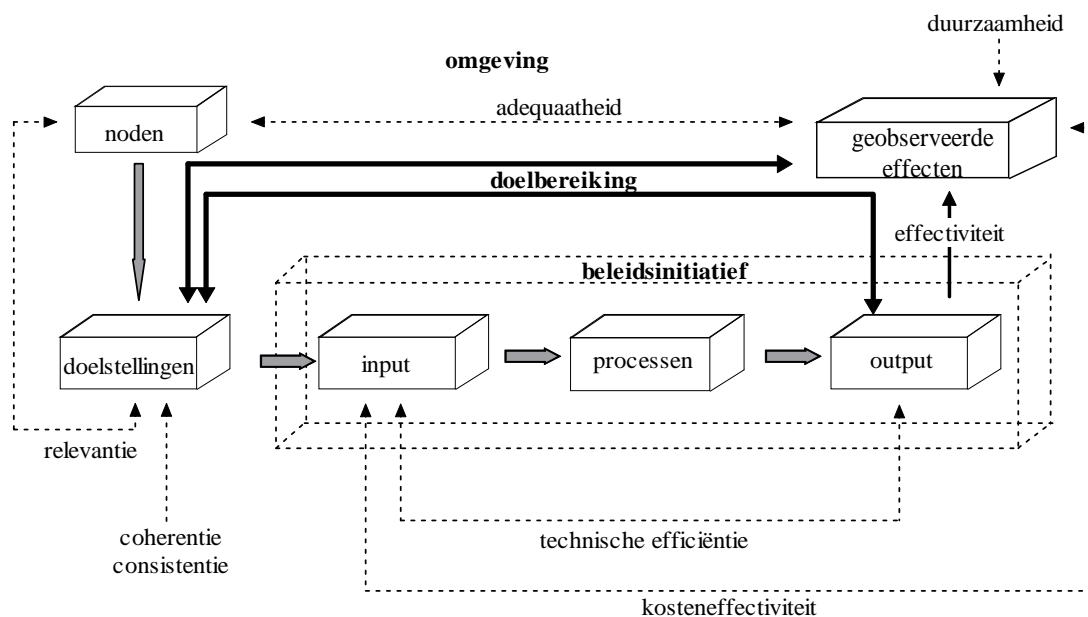 duurzaamheid
omgeving
adequaatheid
noden
geobserveerde
effecten
doelbereiking
effectiviteit
beleidsinitiatief
doelstellingen
input
processen
output
relevantie
coherentie
consistentie
technische efficiëntie
kosteneffectiviteit